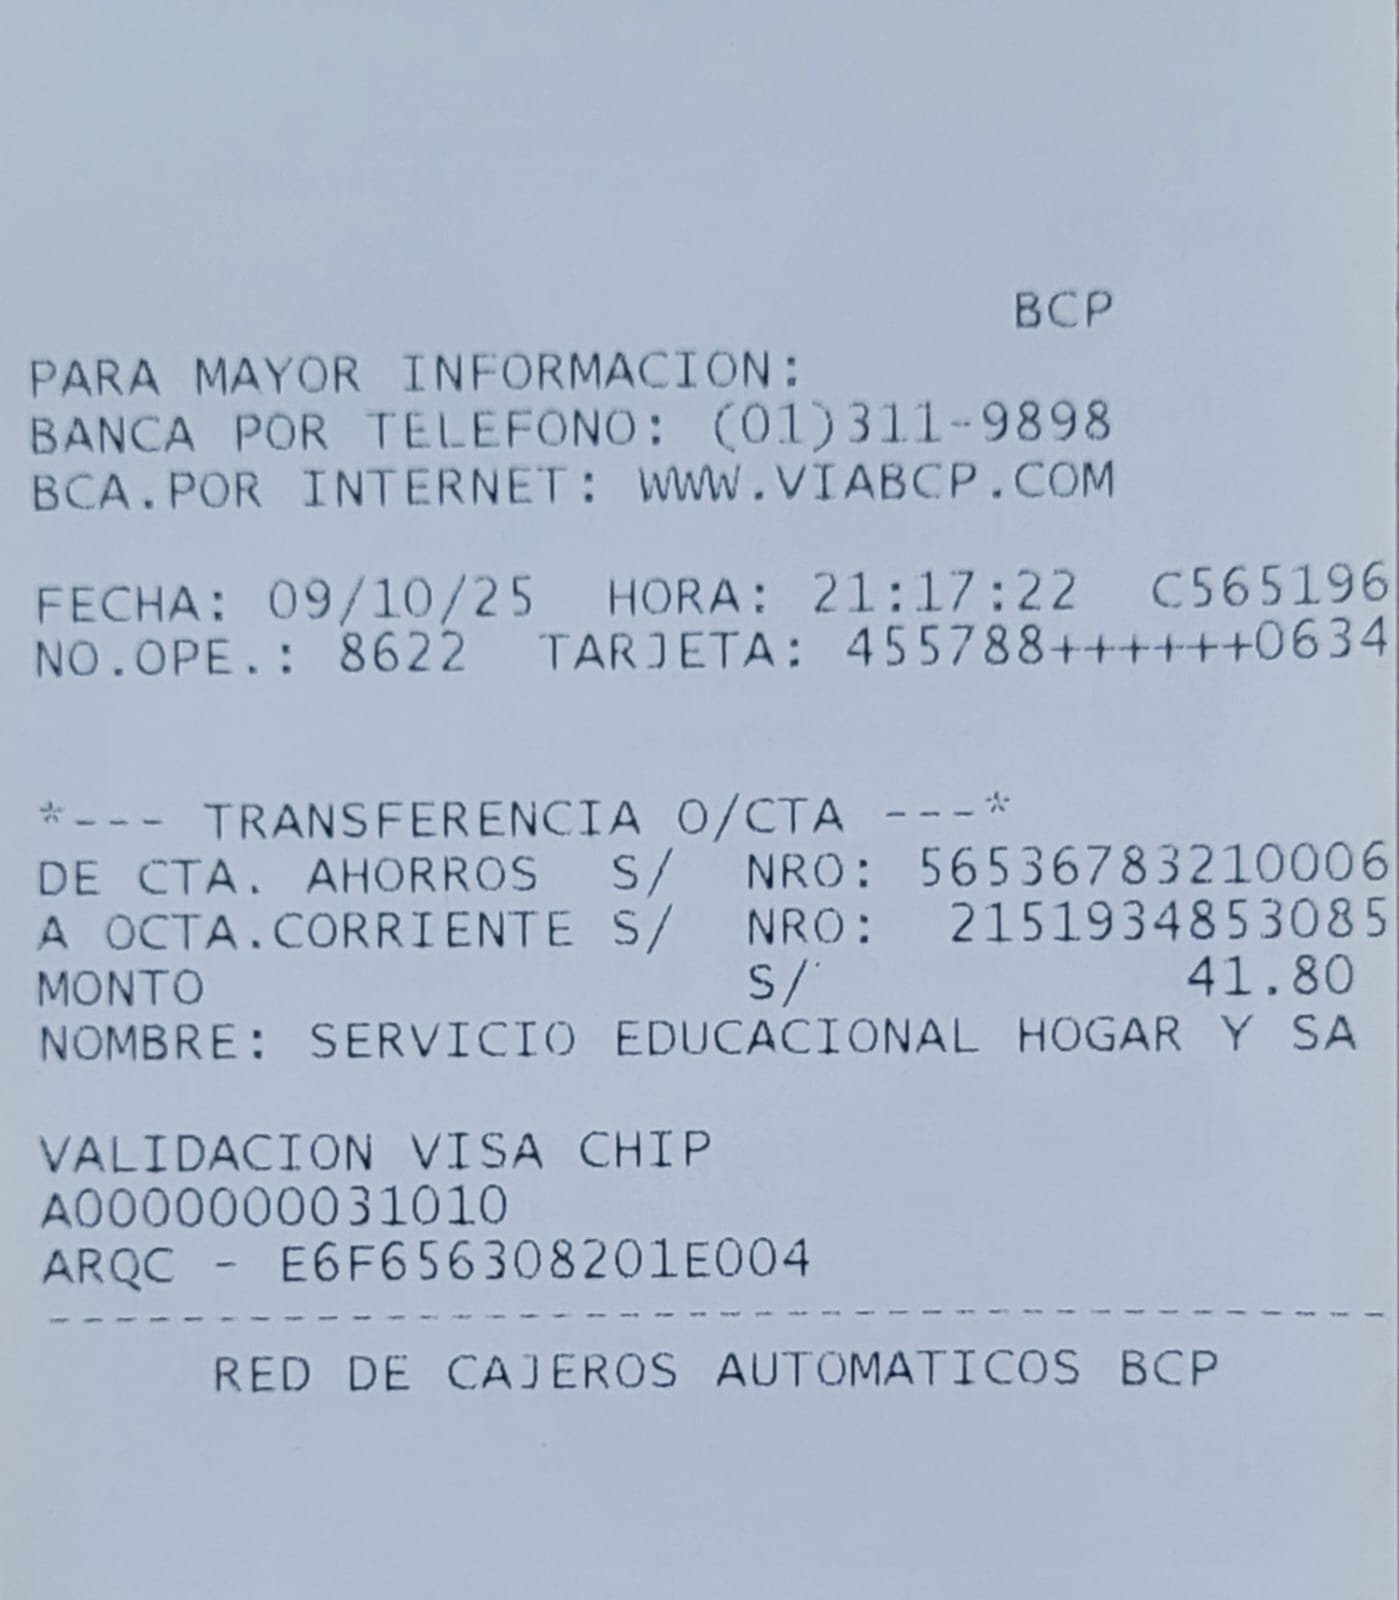 BCP
PARA MAYOR INFORMACION:
BANCA POR TELEFONO: (01)311-9898
BCA.POR INTERNET: WWW.VIABCP.COM
FECHA: 09/10/25 HORA: 21:17:22 C565196
NO.OPE.: 8622 TARJETA: 455788++++++0634
*--- TRANSFERENCIA O/CTA ---*
DE CTA. AHORROS S/ NRO: 56536783210006
A OCTA.CORRIENTE S/ NRO: 2151934853085
MONTO S/ 41.80
NOMBRE: SERVICIO EDUCACIONAL HOGAR Y SA
VALIDACION VISA CHIP
A0000000031010
ARQC - E6F656308201E004
-----------------------------------
RED DE CAJEROS AUTOMATICOS BCP